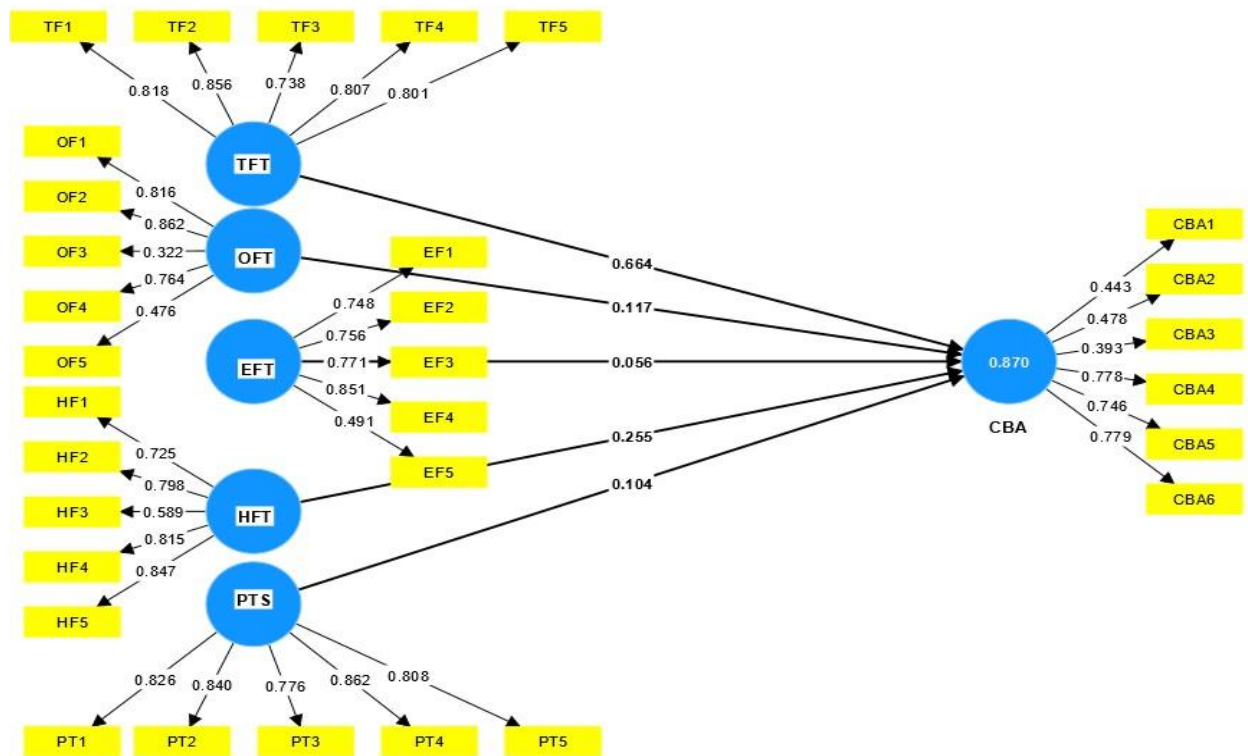 TF1 TF2 TF3 TF4 TF5
0.818 0.856 0.738 0.807 0.801
TFT
OF1
OF2
OF3
OF4
OF5
0.816
0.862
0.322
0.764
0.476
OFT
EF1
EF2
EF3
EF4
EF5
0.748
0.756
0.771
0.851
0.491
EFT
HF1
HF2
HF3
HF4
HF5
0.725
0.798
0.589
0.815
0.847
HFT
PTS
0.826 0.840 0.776 0.862 0.808
PT1 PT2 PT3 PT4 PT5
0.664
0.117
0.056
0.255
0.104
0.870
CBA
0.443
0.478
0.393
0.778
0.746
0.779
CBA1
CBA2
CBA3
CBA4
CBA5
CBA6